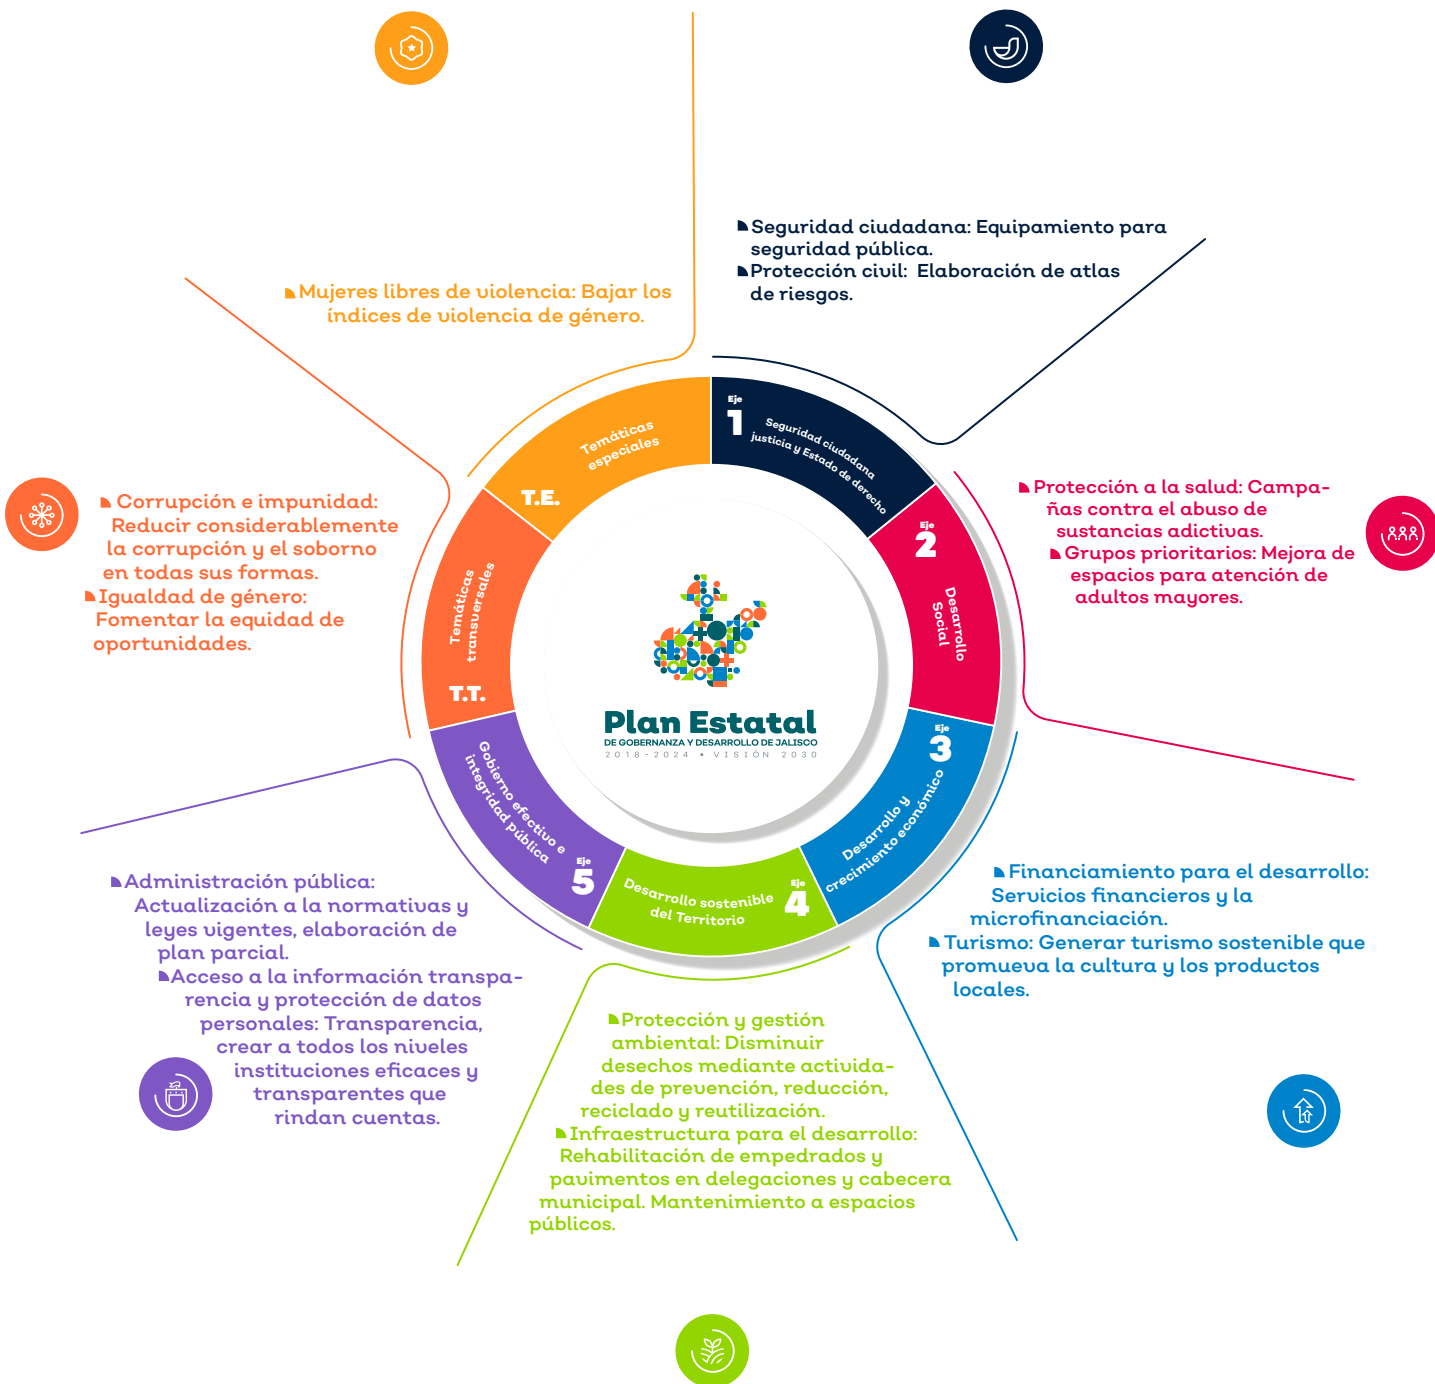 Mujeres libres de violencia: Bajar los
índices de violencia de género.
Seguridad ciudadana: Equipamiento para
seguridad pública.
Protección civil:  Elaboración de atlas
de riesgos.
Corrupción e impunidad:
Reducir considerablemente
la corrupción y el soborno
en todas sus formas.
Igualdad de género:
Fomentar la equidad de
oportunidades.
Temáticas
especiales
T.E.
Eje
1
Seguridad ciudadana
justicia y Estado de derecho
Protección a la salud: Campa-
ñas contra el abuso de
sustancias adictivas.
Grupos prioritarios: Mejora de
espacios para atención de
adultos mayores.
Eje
2
Desarrollo
Social
Temáticas
transversales
T.T.
Plan Estatal
DE GOBERNANZA Y DESARROLLO DE JALISCO
2018-2024 • VISIÓN 2030
Eje
3
Desarrollo y
crecimiento económico
Gobierno efectivo e
integridad pública
Eje
5
Desarrollo sostenible
del Territorio
Eje
4
Administración pública:
Actualización a la normativas y
leyes vigentes, elaboración de
plan parcial.
Acceso a la información transpa-
rencia y protección de datos
personales: Transparencia,
crear a todos los niveles
instituciones eficaces y
transparentes que
rindan cuentas.
Financiamiento para el desarrollo:
Servicios financieros y la
microfinanciación.
Turismo: Generar turismo sostenible que
promueva la cultura y los productos
locales.
Protección y gestión
ambiental: Disminuir
desechos mediante activida-
des de prevención, reducción,
reciclado y reutilización.
Infraestructura para el desarrollo:
Rehabilitación de empedrados y
pavimentos en delegaciones y cabecera
municipal. Mantenimiento a espacios
públicos.